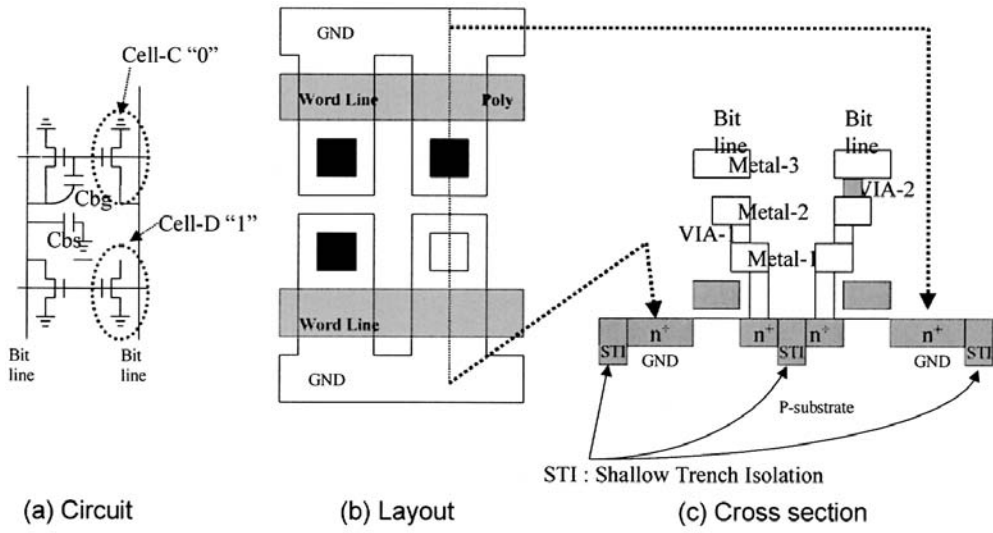 Cell-C “0”
Cbg
Cbs
Cell-D “1”
Bit
line
Bit
line
(a) Circuit
GND
Word Line
Poly
Word Line
GND
(b) Layout
Bit
line
Bit
line
Metal-3
VIA-2
Metal-2
VIA-
Metal-1
STI
n+
GND
n+
STI
n+
n+
GND
STI
P-substrate
STI : Shallow Trench Isolation
(c) Cross section